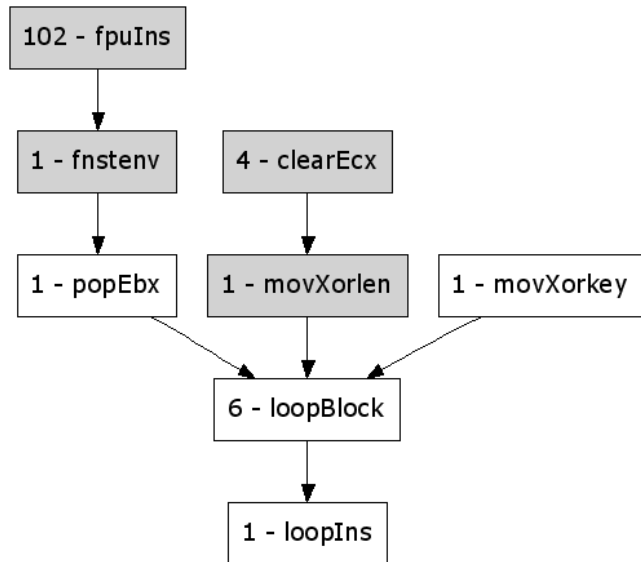 102 - fpuIns
1 - fnstenv
4 - clearEcx
1 - popEbx
1 - movXorlen
1 - movXorkey
6 - loopBlock
1 - loopIns